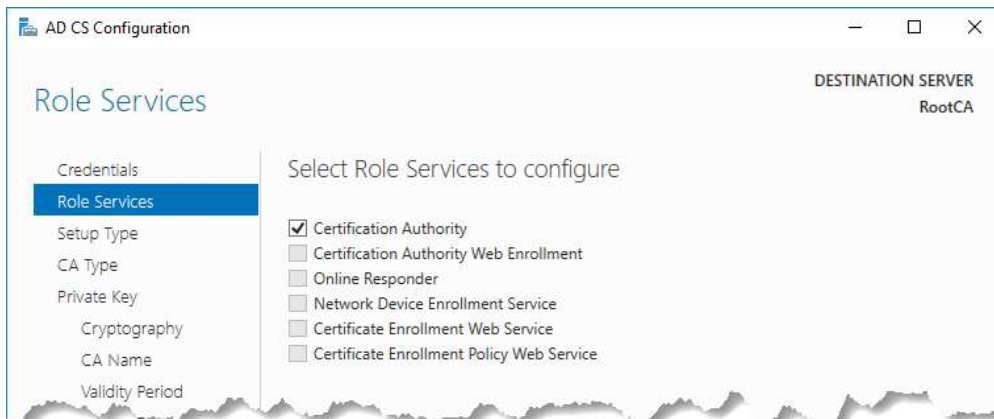 AD CS Configuration
DESTINATION SERVER
RootCA
Role Services
Credentials
Role Services
Setup Type
CA Type
Private Key
Cryptography
CA Name
Validity Period
Select Role Services to configure
Certification Authority
Certification Authority Web Enrollment
Online Responder
Network Device Enrollment Service
Certificate Enrollment Web Service
Certificate Enrollment Policy Web Service